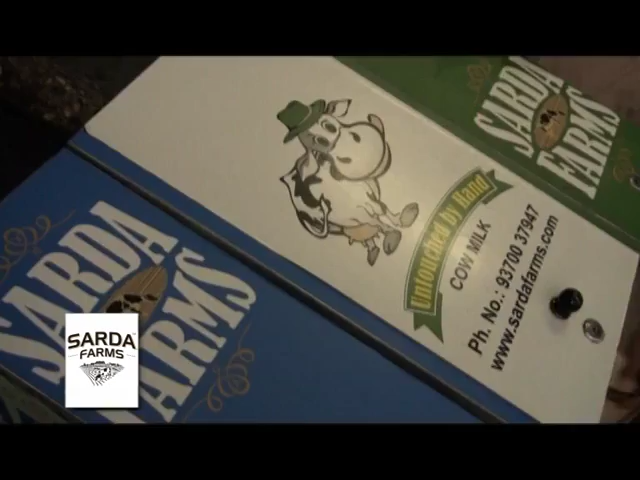 SARDA
FARMS
Untouched by Hand
COW MILK
Ph. No.: 93700 37947
www.sardafarms.com
SARDA
FARMS
SARDA
FARMS